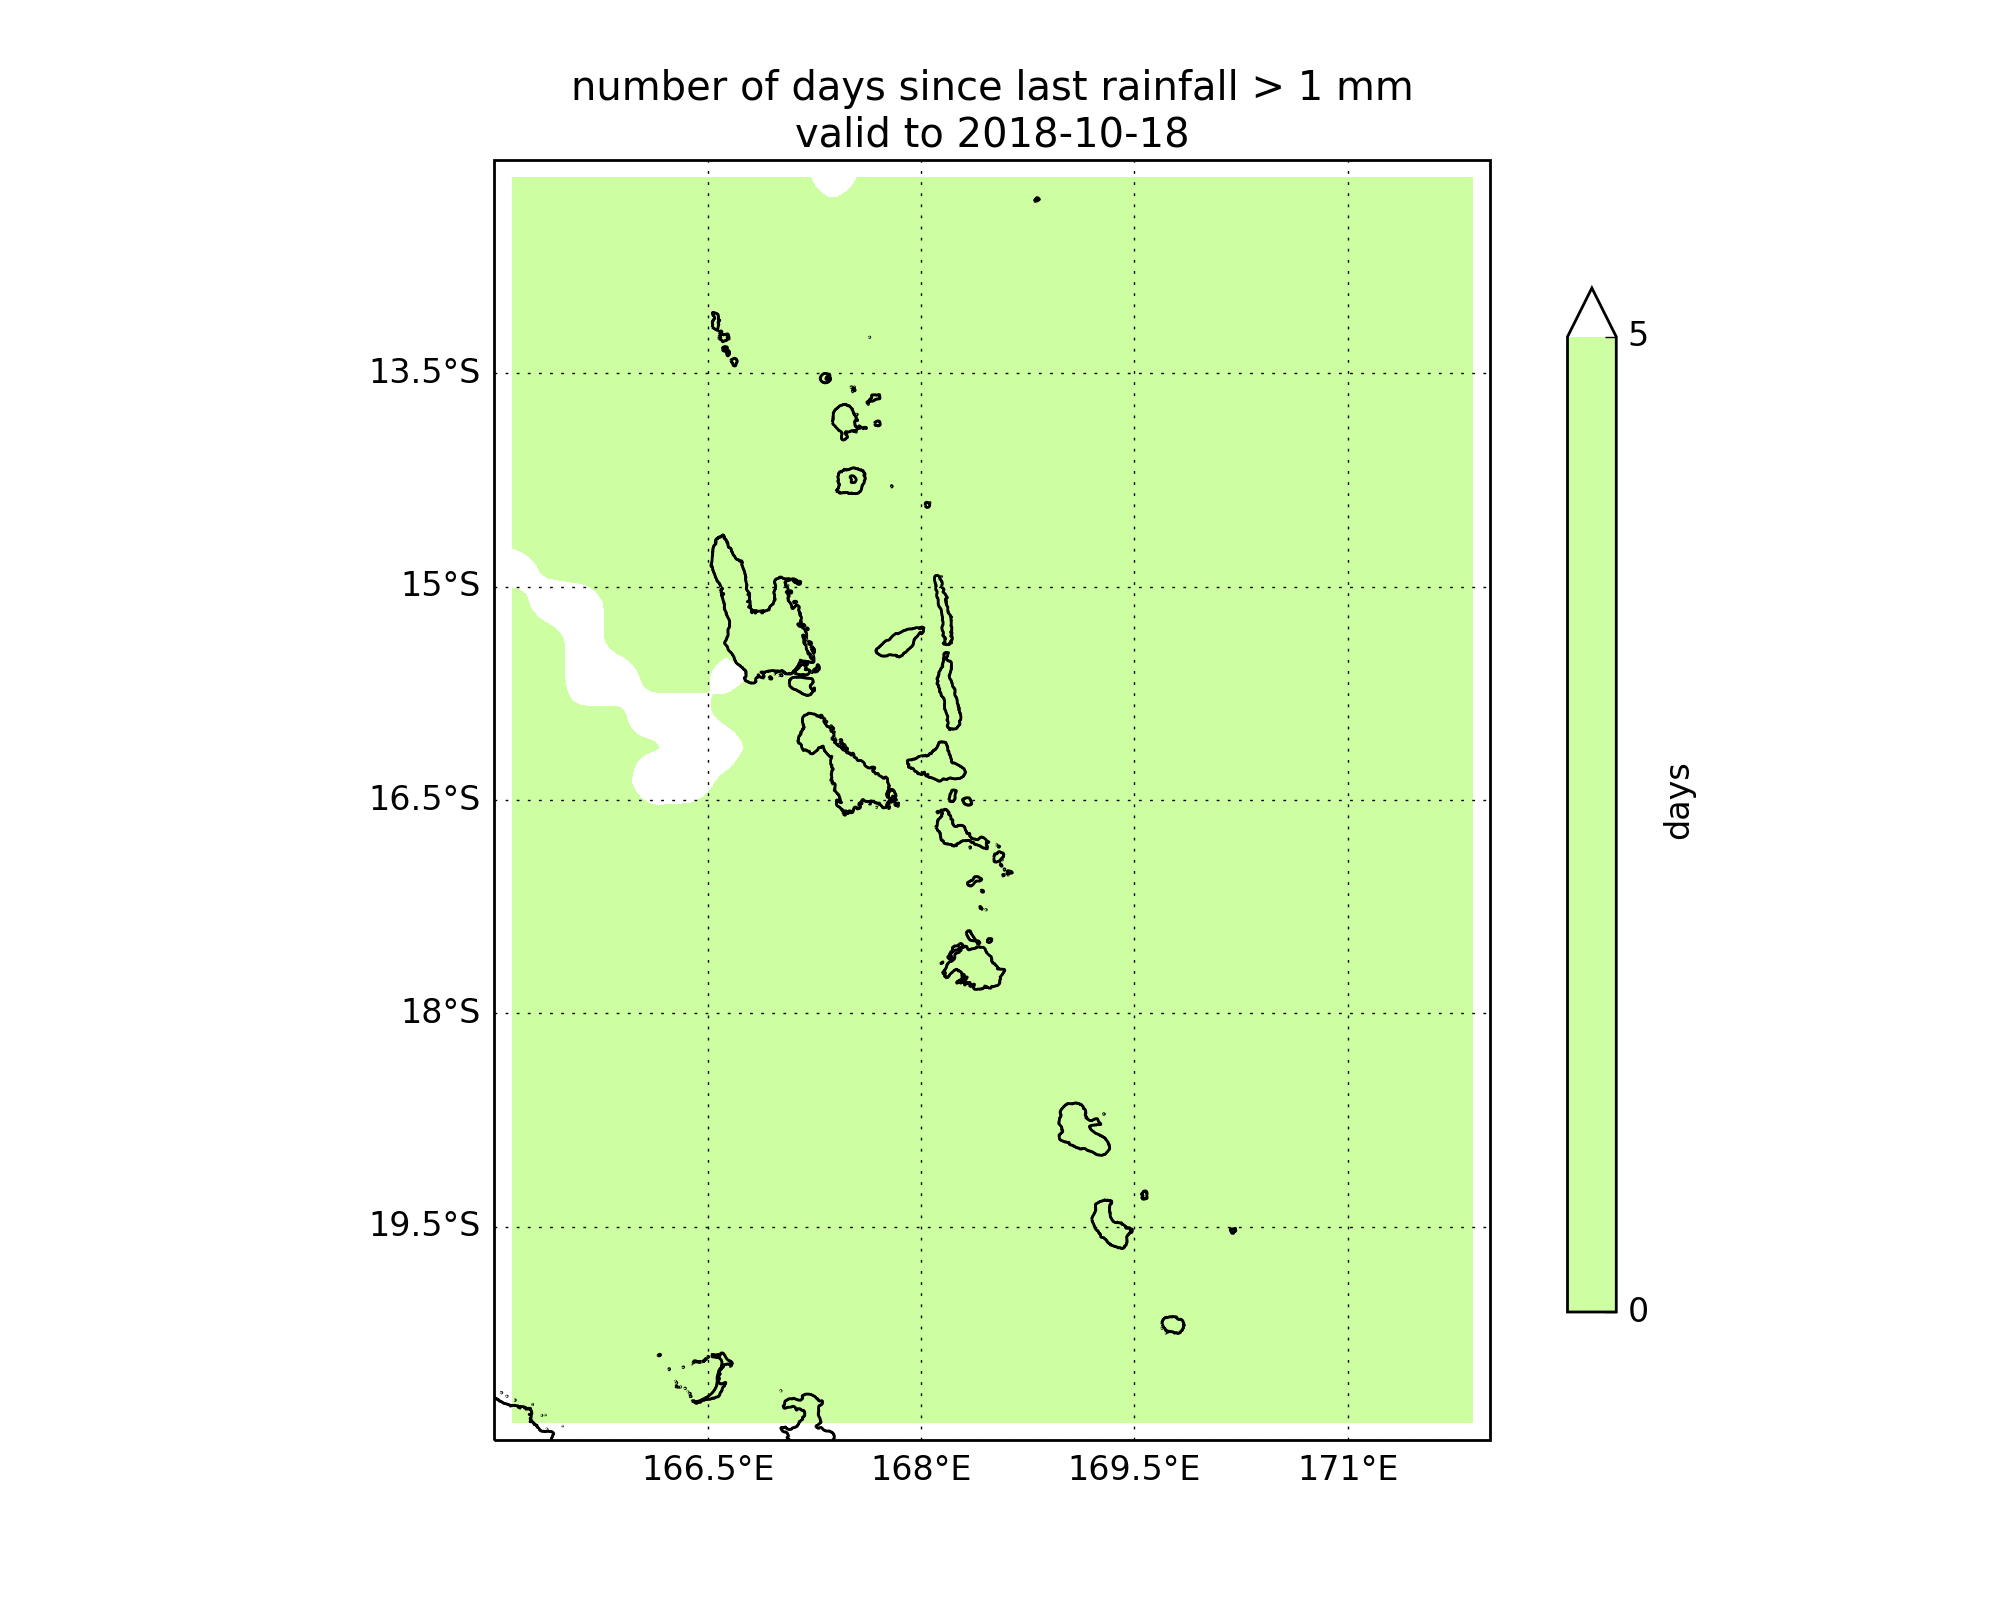 number of days since last rainfall > 1 mm
valid to 2018-10-18
13.5°S
15°S
16.5°S
18°S
19.5°S
166.5°E
168°E
169.5°E
171°E
5
0
days